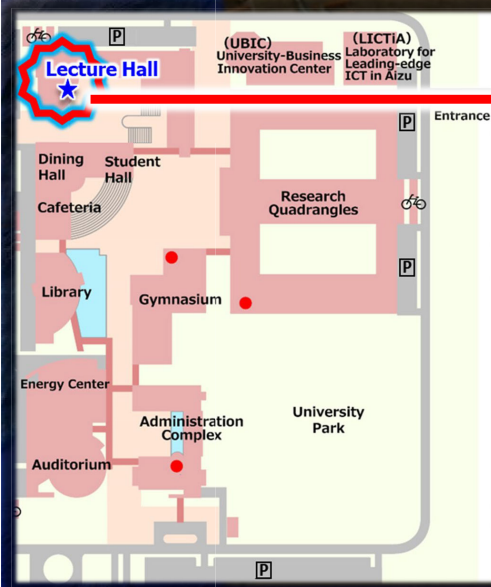 P
(UBIC)
University-Business
Innovation Center
(LICTiA)
Laboratory for
Leading-edge
ICT in Aizu
Lecture Hall
P
Entrance
Dining
Hall
Student
Hall
Cafeteria
Research
Quadrangles
P
Library
Gymnasium
Energy Center
Administration
Complex
University
Park
Auditorium
P